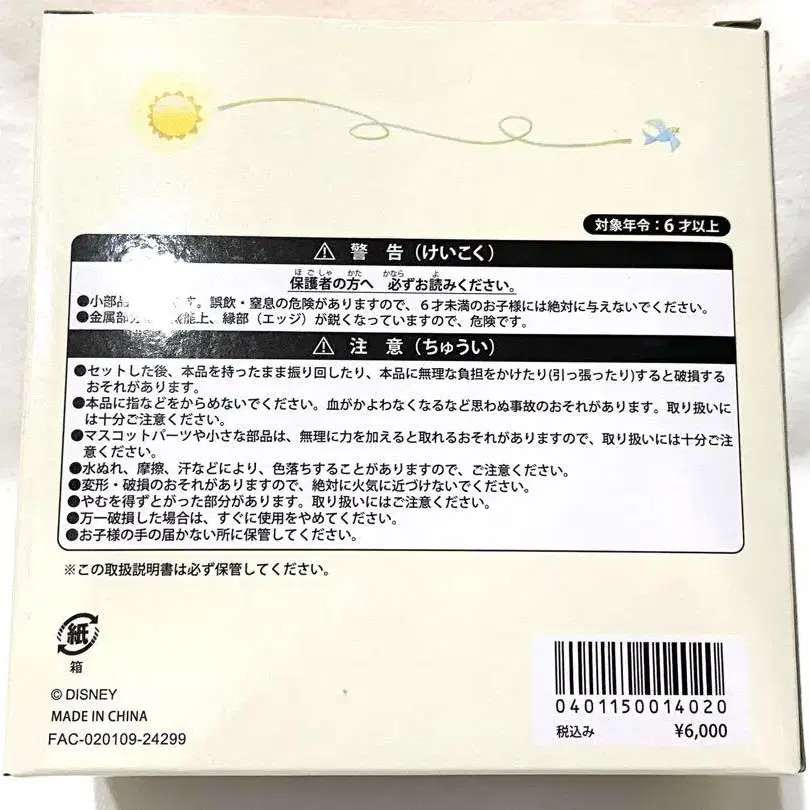 対象年令：6才以上
⚠ 警 告（けいこく）
ほごしゃ かた かなら よ
保護者の方へ 必ずお読みください。
●小部品 す。誤飲・窒息の危険がありますので、６才未満のお子様には絶対に与えないでください。
●金属部分 能上、縁部（エッジ）が鋭くなっていますので、危険です。
⚠ 注 意（ちゅうい）
●セットした後、本品を持ったまま振り回したり、本品に無理な負担をかけたり(引っ張ったり)すると破損する
おそれがあります。
●本品に指などをからめないでください。血がかよわなくなるなど思わぬ事故のおそれがあります。取り扱いに
は十分ご注意ください。
●マスコットパーツや小さな部品は、無理に力を加えると取れるおそれがありますので、取り扱いには十分ご注
意ください。
●水ぬれ、摩擦、汗などにより、色落ちすることがありますので、ご注意ください。
●変形・破損のおそれがありますので、絶対に火気に近づけないでください。
●やむを得ずとがった部分があります。取り扱いにはご注意ください。
●万一破損した場合は、すぐに使用をやめてください。
●お子様の手の届かない所に保管してください。
※この取扱説明書は必ず保管してください。
紙
箱
© DISNEY
MADE IN CHINA
FAC-020109-24299
0401150014020
税込み ¥6,000